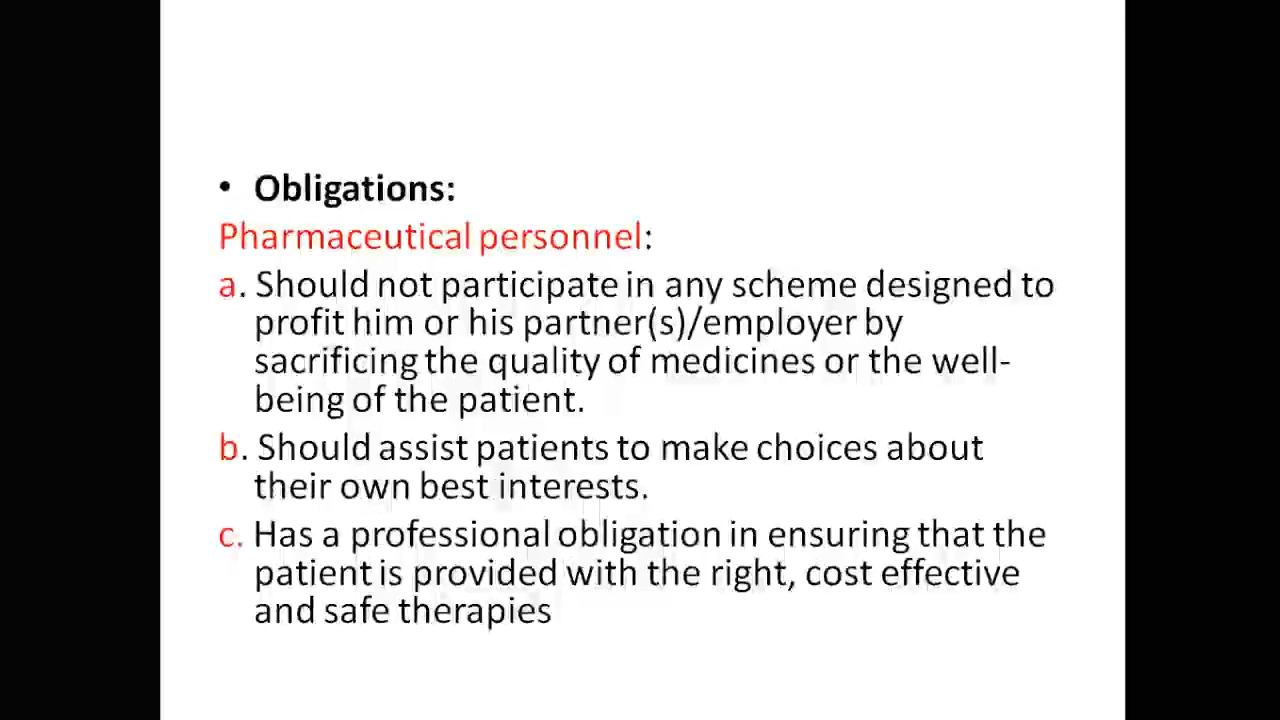 • Obligations:
Pharmaceutical personnel:
a. Should not participate in any scheme designed to
profit him or his partner(s)/employer by
sacrificing the quality of medicines or the well-
being of the patient.
b. Should assist patients to make choices about
their own best interests.
c. Has a professional obligation in ensuring that the
patient is provided with the right, cost effective
and safe therapies